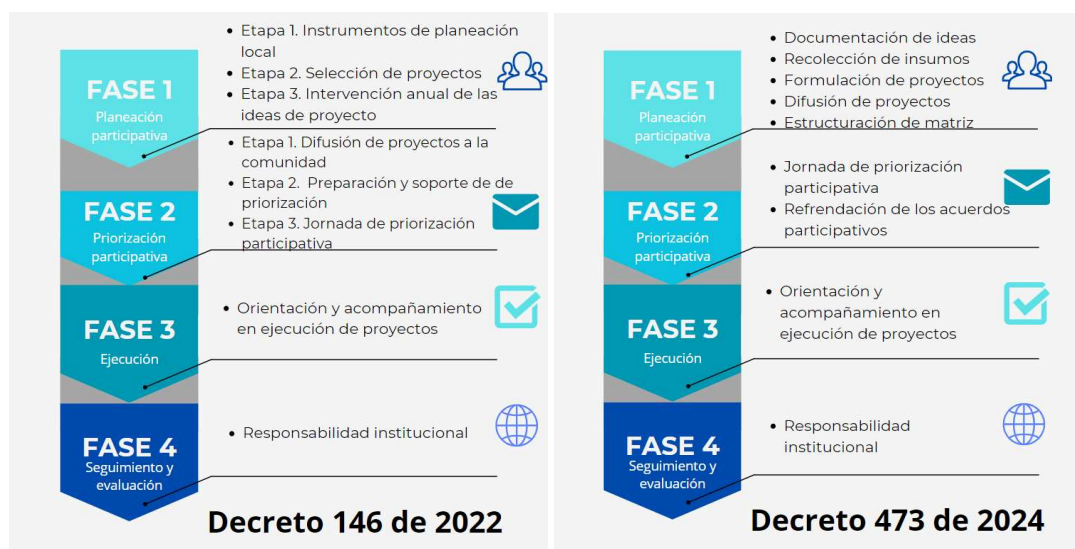 FASE 1
Planeación
participativa
• Etapa 1. Instrumentos de planeación
local
• Etapa 2. Selección de proyectos
• Etapa 3. Intervención anual de las
ideas de proyecto
FASE 2
Priorización
participativa
• Etapa 1. Difusión de proyectos a la
comunidad
• Etapa 2. Preparación y soporte de de
priorización
• Etapa 3. Jornada de priorización
participativa
FASE 3
Ejecución
• Orientación y acompañamiento
en ejecución de proyectos
FASE 4
Seguimiento y
evaluación
• Responsabilidad institucional
Decreto 146 de 2022
FASE 1
Planeación
participativa
• Documentación de ideas
• Recolección de insumos
• Formulación de proyectos
• Difusión de proyectos
• Estructuración de matriz
FASE 2
Priorización
participativa
• Jornada de priorización
participativa
• Refrendación de los acuerdos
participativos
FASE 3
Ejecución
• Orientación y
acompañamiento en
ejecución de proyectos
FASE 4
Seguimiento y
evaluación
• Responsabilidad
institucional
Decreto 473 de 2024